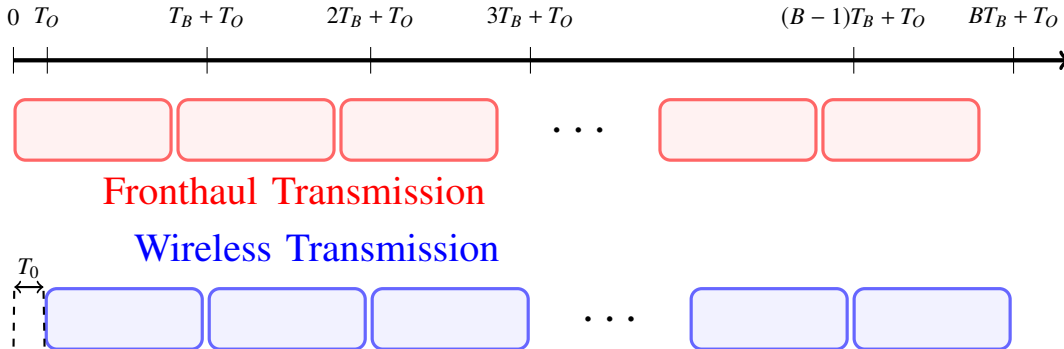 0 T_O T_B + T_O 2T_B + T_O 3T_B + T_O (B − 1)T_B + T_O BT_B + T_O
· · ·
Fronthaul Transmission
Wireless Transmission
T_0
· · ·